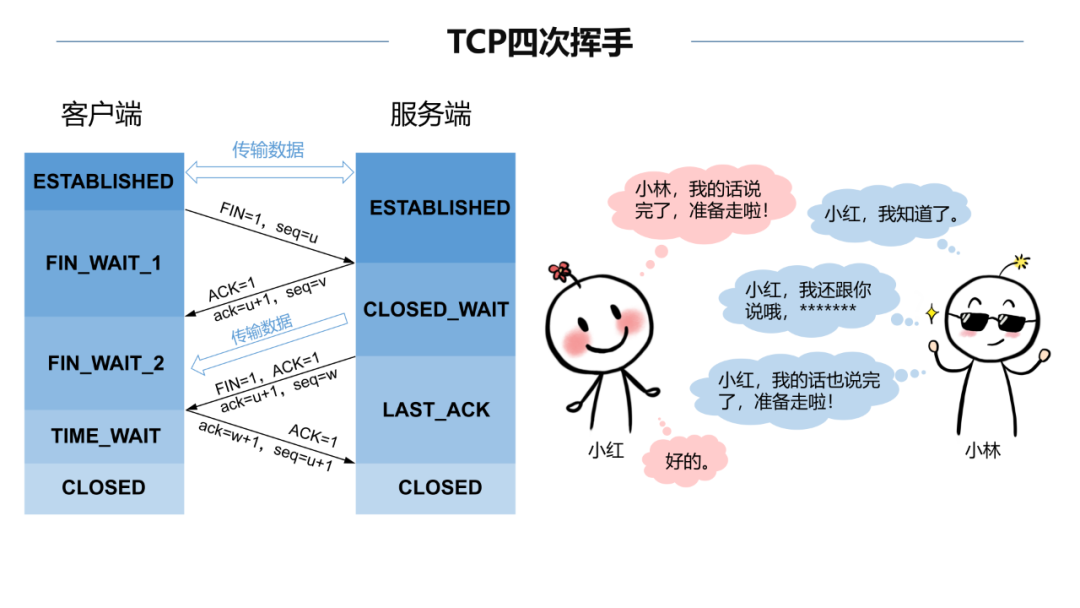 TCP四次挥手
客户端
服务端
传输数据
ESTABLISHED
ESTABLISHED
FIN=1，seq=u
FIN_WAIT_1
ACK=1
ack=u+1，seq=v
CLOSED_WAIT
传输数据
FIN_WAIT_2
FIN=1，ACK=1
ack=u+1，seq=w
LAST_ACK
TIME_WAIT
ACK=1
ack=w+1，seq=u+1
CLOSED
CLOSED
小林，我的话说
完了，准备走啦！
小红，我知道了。
小红，我还跟你
说哦，*******
小红，我的话也说完
了，准备走啦！
好的。
小红
小林